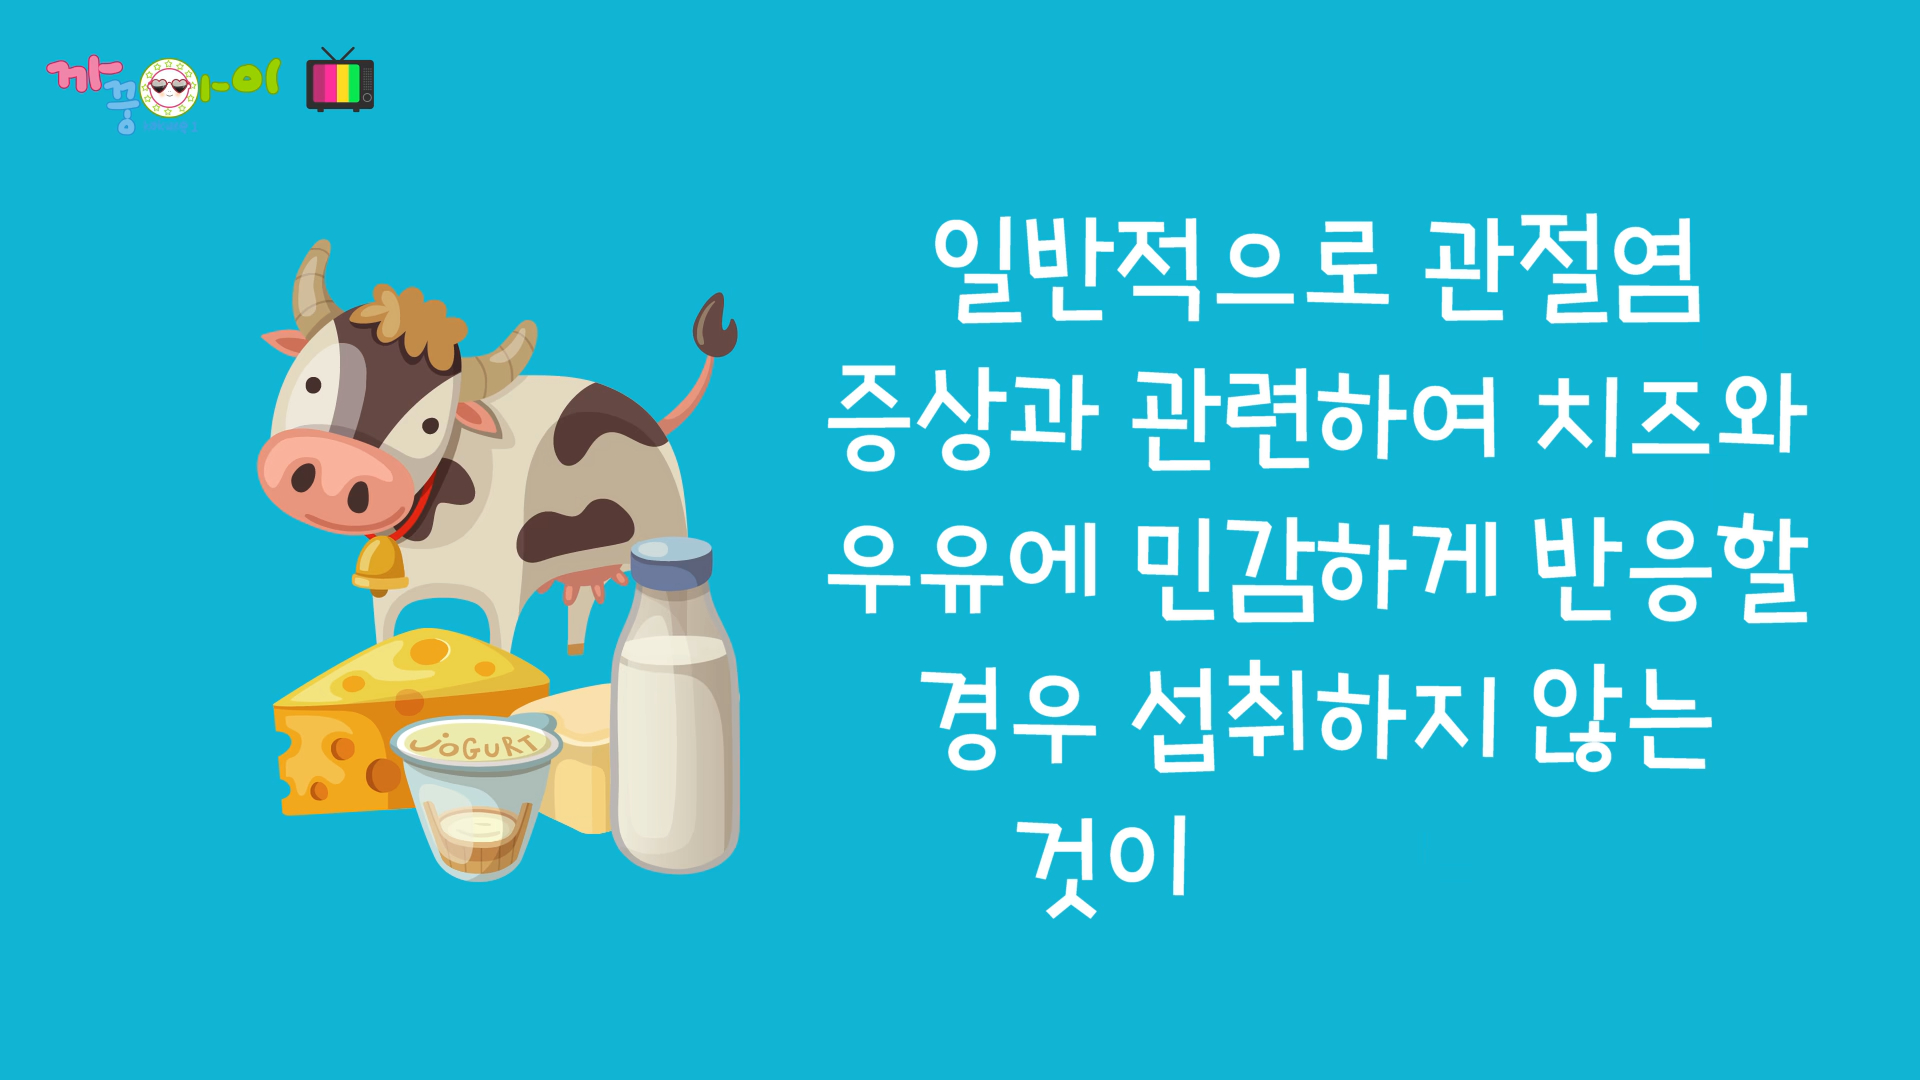 까꿍아이
일반적으로 관절염
증상과 관련하여 치즈와
우유에 민감하게 반응할
경우 섭취하지 않는
것이
JOGURT